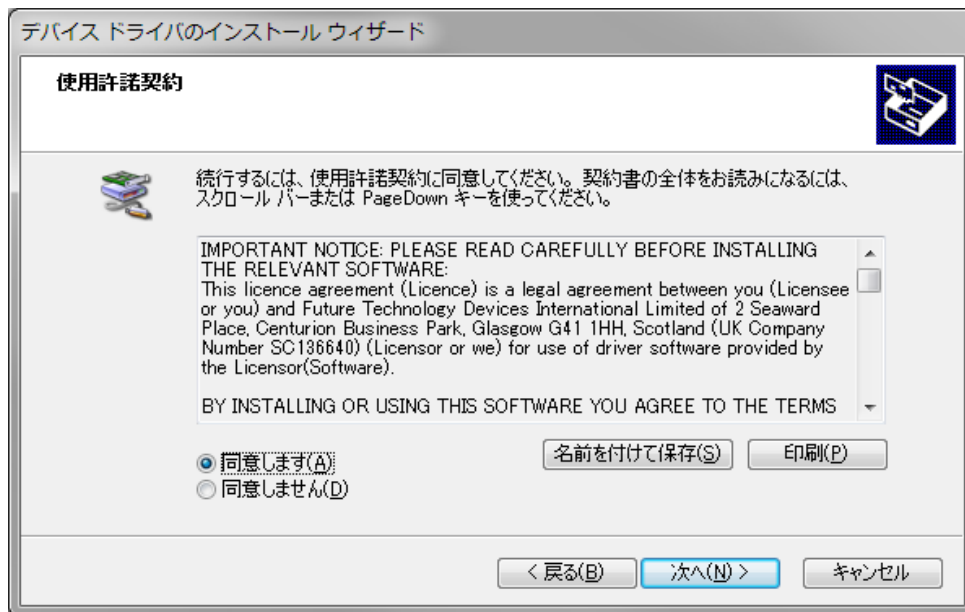 デバイス ドライバのインストール ウィザード
使用許諾契約
続行するには、使用許諾契約に同意してください。契約書の全体をお読みになるには、
スクロール バーまたは PageDown キーを使ってください。
IMPORTANT NOTICE: PLEASE READ CAREFULLY BEFORE INSTALLING
THE RELEVANT SOFTWARE:
This licence agreement (Licence) is a legal agreement between you (Licensee
or you) and Future Technology Devices International Limited of 2 Seaward
Place, Centurion Business Park, Glasgow G41 1HH, Scotland (UK Company
Number SC136640) (Licensor or we) for use of driver software provided by
the Licensor(Software).
BY INSTALLING OR USING THIS SOFTWARE YOU AGREE TO THE TERMS
同意します(A)
名前を付けて保存(S)
印刷(P)
同意しません(D)
< 戻る(B)
次へ(N) >
キャンセル